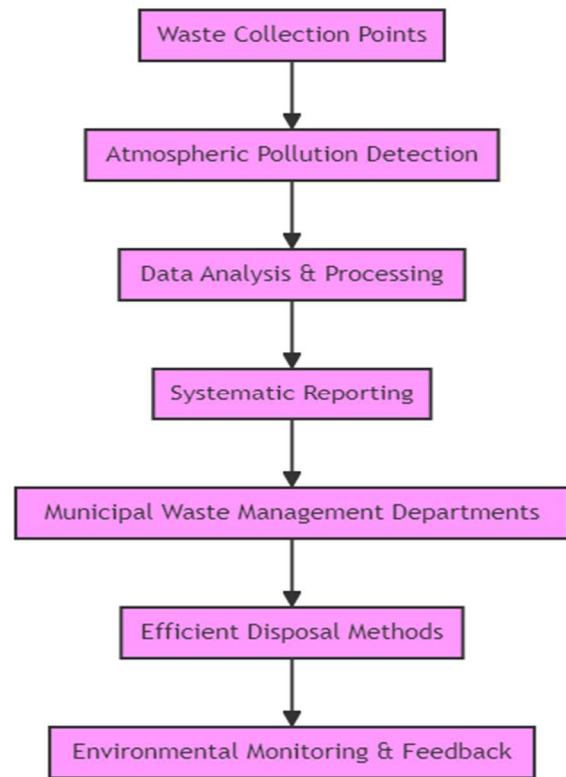 Waste Collection Points
Atmospheric Pollution Detection
Data Analysis & Processing
Systematic Reporting
Municipal Waste Management Departments
Efficient Disposal Methods
Environmental Monitoring & Feedback